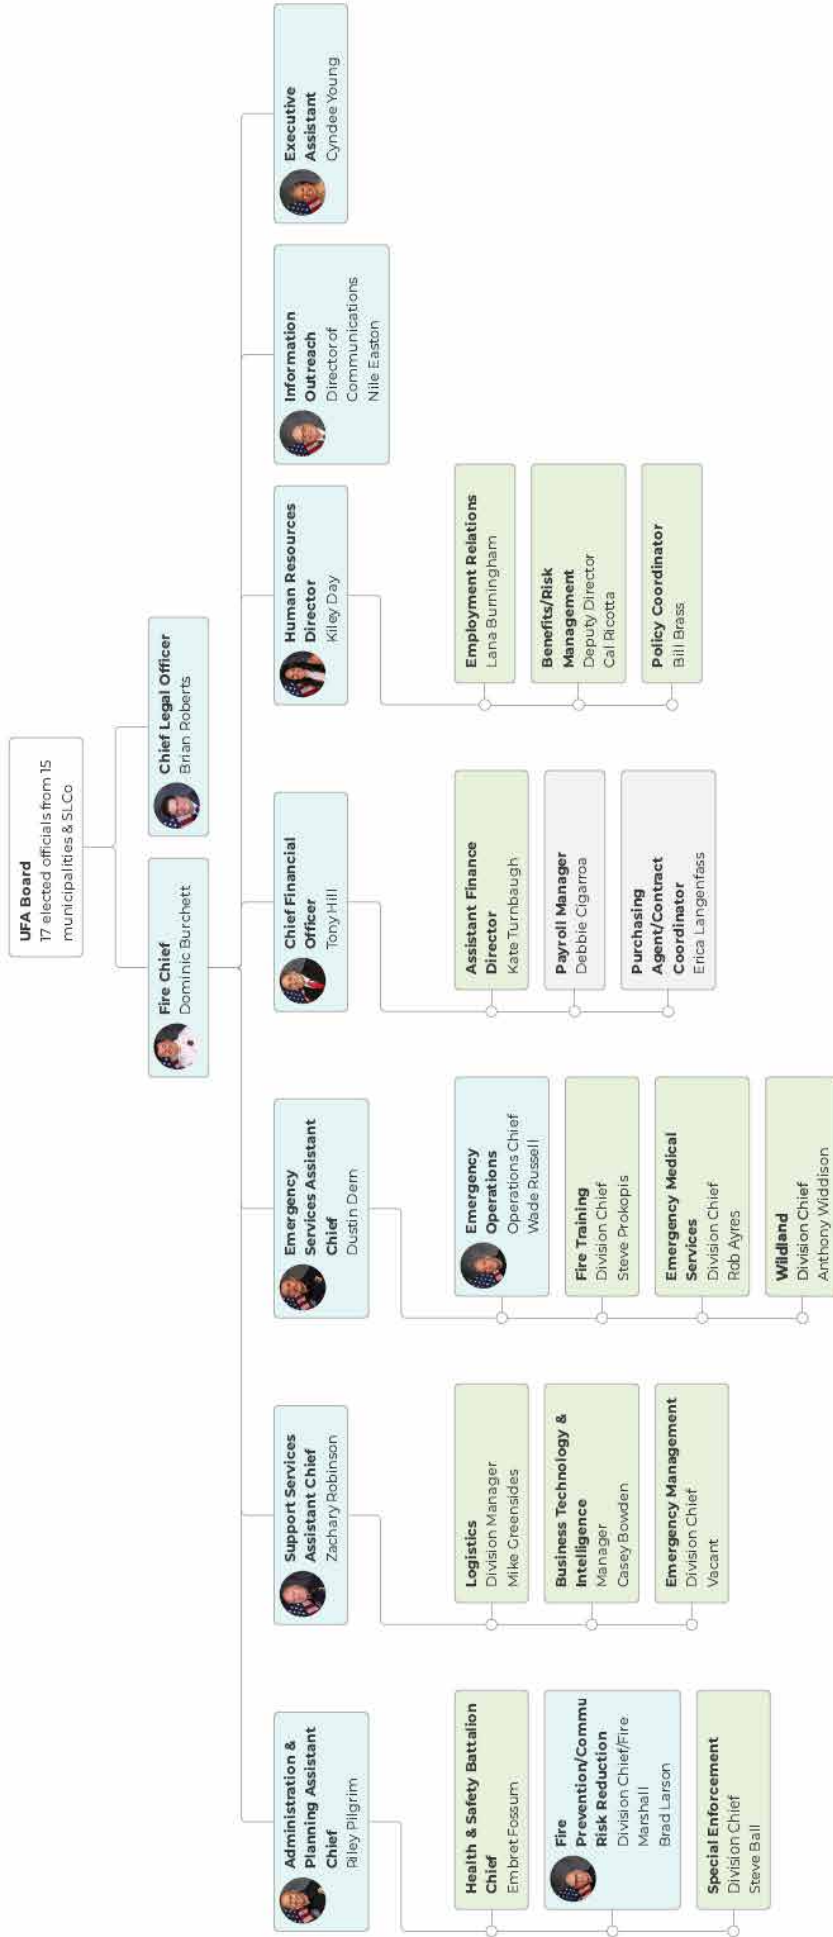 UFA Board
17 elected officials from 15
municipalities & SLCo
Fire Chief
Dominic Burchett
Chief Legal Officer
Brian Roberts
Administration &
Planning Assistant
Chief
Riley Pilgrim
Support Services
Assistant Chief
Zachary Robinson
Emergency
Services Assistant
Chief
Dustin Dern
Chief Financial
Officer
Tony Hill
Human Resources
Director
Kiley Day
Information
Outreach
Director of
Communications
Nile Easton
Executive
Assistant
Cyndee Young
Health & Safety Battalion
Chief
Embret Fossum
Fire
Prevention/Commu
Risk Reduction
Division Chief/Fire
Marshall
Brad Larson
Special Enforcement
Division Chief
Steve Ball
Logistics
Division Manager
Mike Greensides
Business Technology &
Intelligence
Manager
Casey Bowden
Emergency Management
Division Chief
Vacant
Emergency
Operations
Operations Chief
Wade Russell
Fire Training
Division Chief
Steve Prokopis
Emergency Medical
Services
Division Chief
Rob Ayres
Wildland
Division Chief
Anthony Widdison
Assistant Finance
Director
Kate Turnbaugh
Payroll Manager
Debbie Cigarroa
Purchasing
Agent/Contract
Coordinator
Erica Langenfass
Employment Relations
Lana Burningham
Benefits/Risk
Management
Deputy Director
Cal Ricotta
Policy Coordinator
Bill Brass